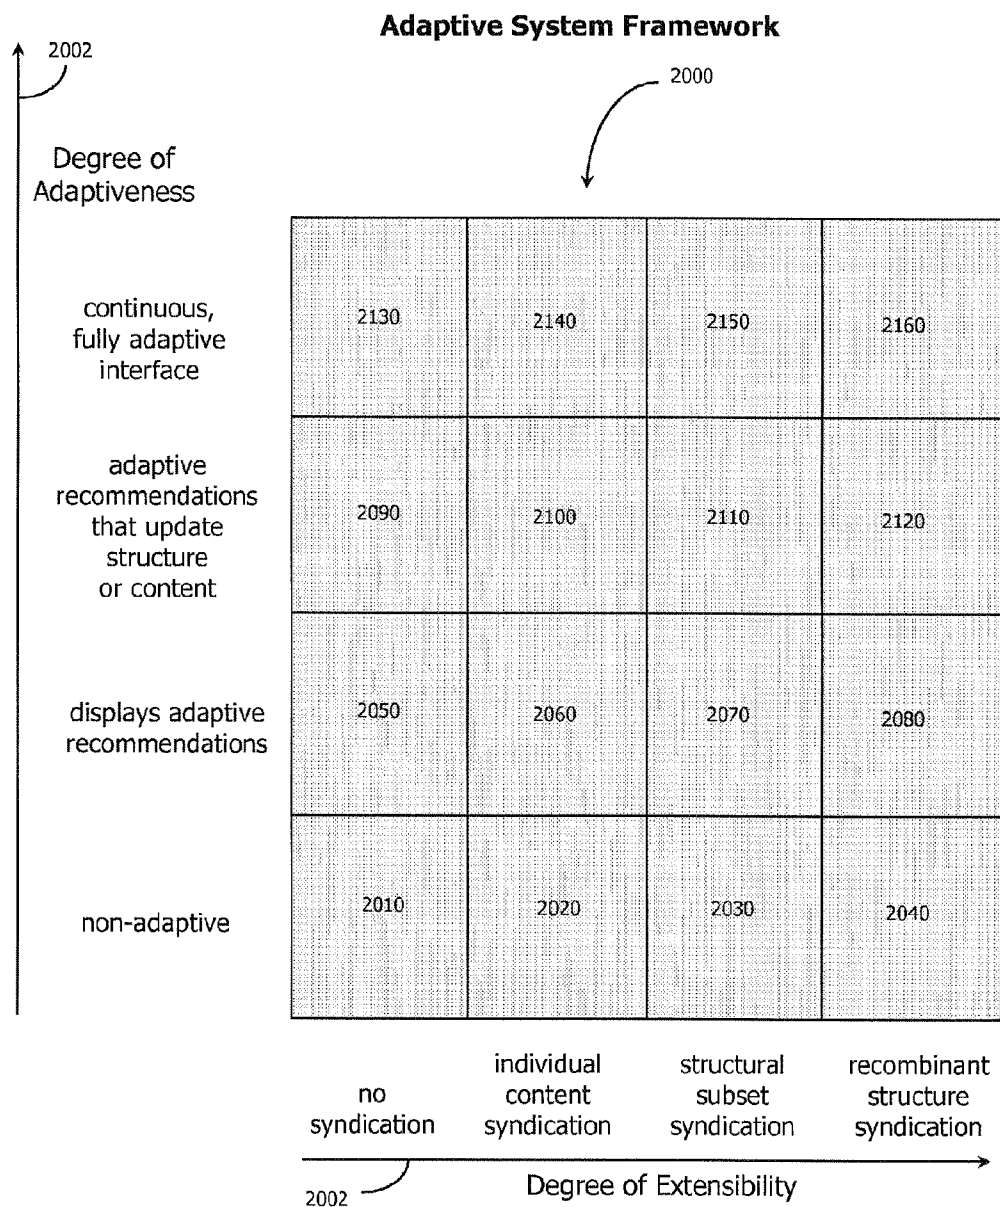 Adaptive System Framework
2002
2000
Degree of
Adaptiveness
continuous,
fully adaptive
interface
2130
2140
2150
2160
adaptive
recommendations
that update
structure
or content
2090
2100
2110
2120
displays adaptive
recommendations
2050
2060
2070
2080
non-adaptive
2010
2020
2030
2040
no
syndication
individual
content
syndication
structural
subset
syndication
recombinant
structure
syndication
2002
Degree of Extensibility